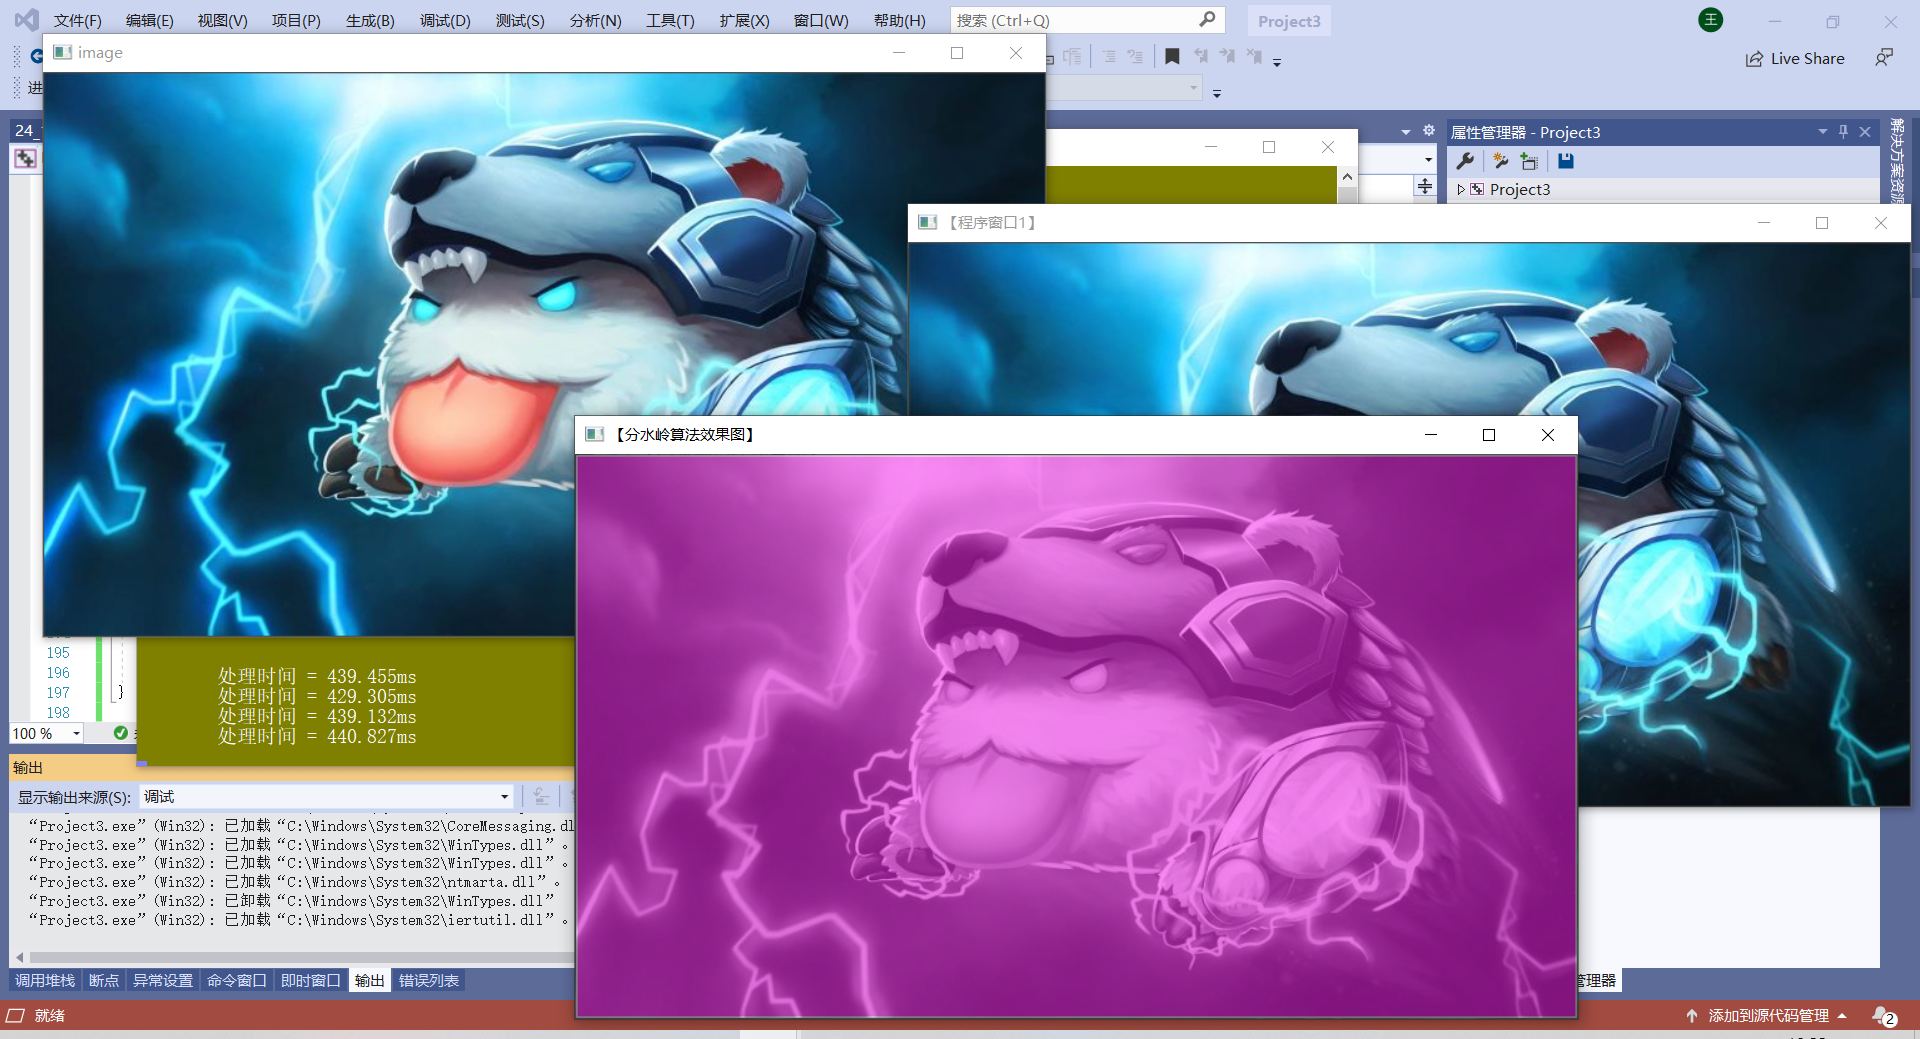 文件(F) 编辑(E) 视图(V) 项目(P) 生成(B) 调试(D) 测试(S) 分析(N) 工具(T) 扩展(X) 窗口(W) 帮助(H) 搜索 (Ctrl+Q) Project3 王
image
Live Share
进
24_
属性管理器 - Project3
Project3
解决方案资源
【程序窗口1】
【分水岭算法效果图】
195
196
197 }
198
处理时间 = 439.455ms
处理时间 = 429.305ms
处理时间 = 439.132ms
处理时间 = 440.827ms
100 %
输出
显示输出来源(S): 调试
“Project3.exe” (Win32): 已加载 “C:\Windows\System32\CoreMessaging.dl
“Project3.exe” (Win32): 已加载 “C:\Windows\System32\WinTypes.dll”。
“Project3.exe” (Win32): 已加载 “C:\Windows\System32\WinTypes.dll”。
“Project3.exe” (Win32): 已加载 “C:\Windows\System32\ntmarta.dll”。
“Project3.exe” (Win32): 已卸载 “C:\Windows\System32\WinTypes.dll”
“Project3.exe” (Win32): 已加载 “C:\Windows\System32\iertutil.dll”。
调用堆栈 断点 异常设置 命令窗口 即时窗口 输出 错误列表
管理器
就绪 添加到源代码管理 2